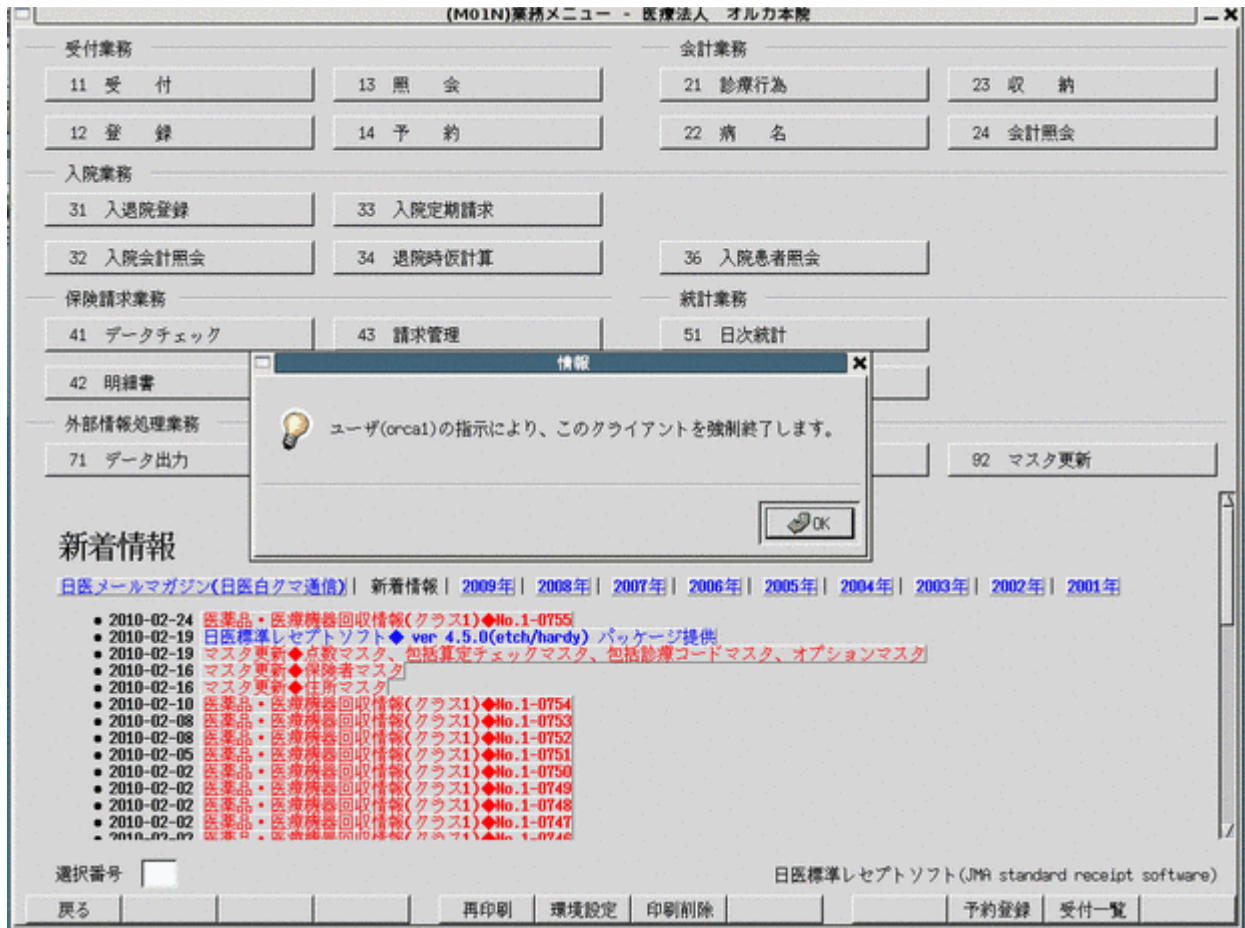 (M01N)業務メニュー - 医療法人 オルカ本院
受付業務 会計業務
11 受 付 13 照 会 21 診療行為 23 収 納
12 登 録 14 予 約 22 病 名 24 会計照会
入院業務
31 入退院登録 33 入院定期請求
32 入院会計照会 34 退院時仮計算 36 入院患者照会
保険請求業務 統計業務
41 データチェック 43 請求管理 51 日次統計
42 明細書
外部情報処理業務
71 データ出力 92 マスタ更新
情報
ユーザ(orca1)の指示により、このクライアントを強制終了します。
OK
新着情報
日医メールマガジン(日医白クマ通信)| 新着情報| 2009年| 2008年| 2007年| 2006年| 2005年| 2004年| 2003年| 2002年| 2001年
● 2010-02-24 医薬品・医療機器回収情報(クラス1)◆No.1-0755
● 2010-02-19 日医標準レセプトソフト◆ ver 4.5.0(etch/hardy) パッケージ提供
● 2010-02-19 マスタ更新◆点数マスタ、包括算定チェックマスタ、包括診療コードマスタ、オプションマスタ
● 2010-02-16 マスタ更新◆保険者マスタ
● 2010-02-16 マスタ更新◆住所マスタ
● 2010-02-10 医薬品・医療機器回収情報(クラス1)◆No.1-0754
● 2010-02-08 医薬品・医療機器回収情報(クラス1)◆No.1-0753
● 2010-02-08 医薬品・医療機器回収情報(クラス1)◆No.1-0752
● 2010-02-05 医薬品・医療機器回収情報(クラス1)◆No.1-0751
● 2010-02-02 医薬品・医療機器回収情報(クラス1)◆No.1-0750
● 2010-02-02 医薬品・医療機器回収情報(クラス1)◆No.1-0749
● 2010-02-02 医薬品・医療機器回収情報(クラス1)◆No.1-0748
● 2010-02-02 医薬品・医療機器回収情報(クラス1)◆No.1-0747
● 2010-02-02 医薬品・医療機器回収情報(クラス1)◆No.1-0746
選択番号 日医標準レセプトソフト(JMA standard receipt software)
戻る 再印刷 環境設定 印刷削除 予約登録 受付一覧